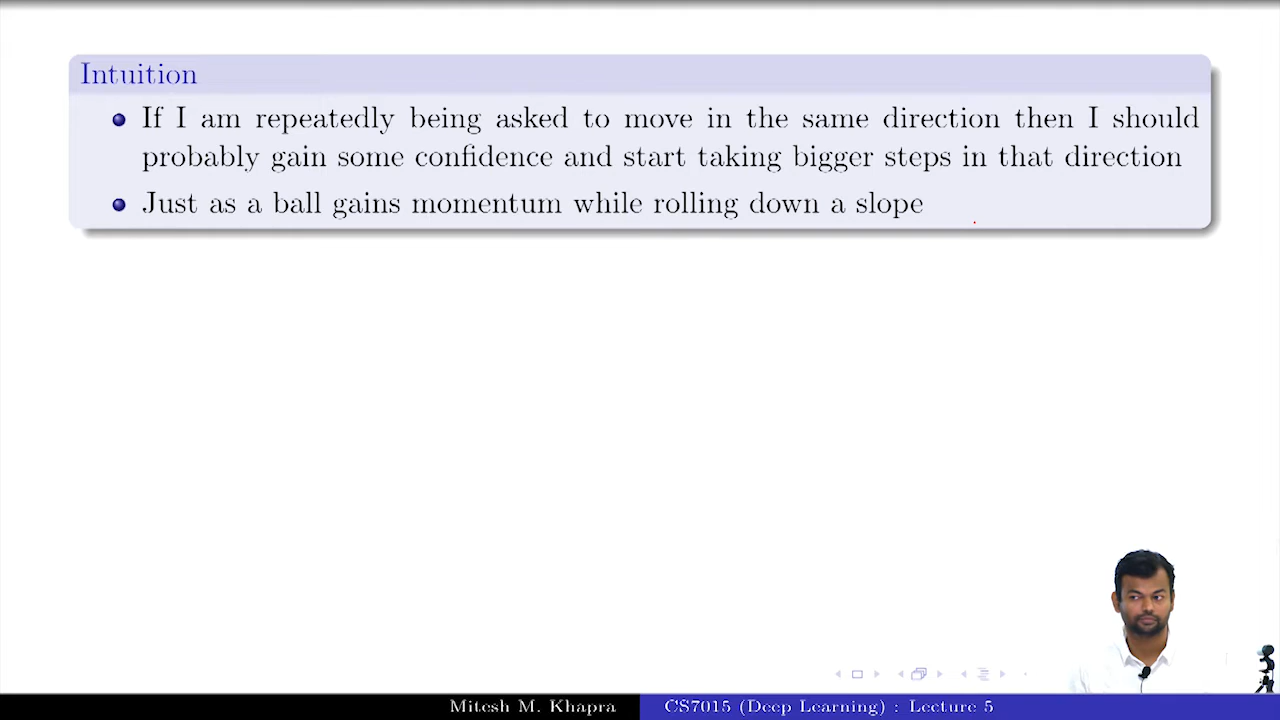 Intuition
If I am repeatedly being asked to move in the same direction then I should
probably gain some confidence and start taking bigger steps in that direction
Just as a ball gains momentum while rolling down a slope
Mitesh M. Khapra CS7015 (Deep Learning) : Lecture 5